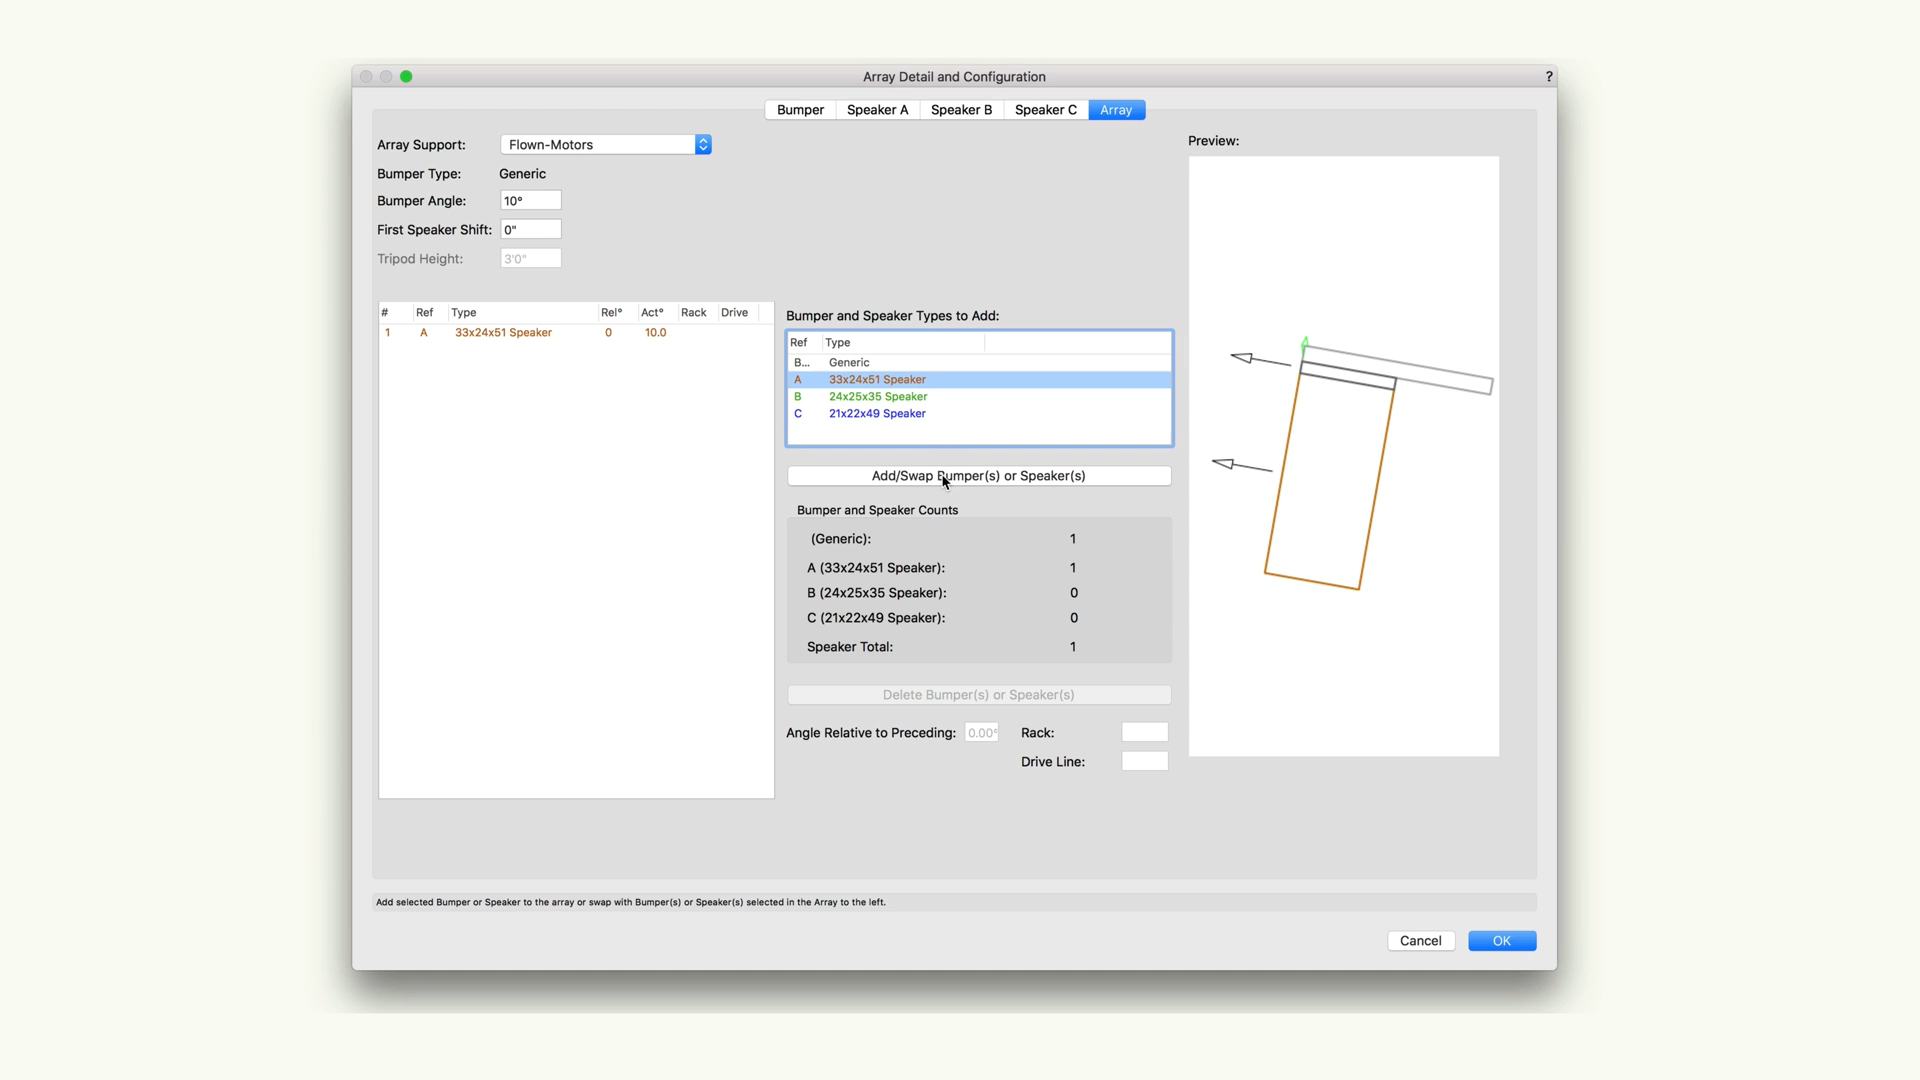 Array Detail and Configuration ?
Bumper Speaker A Speaker B Speaker C Array
Array Support: Flown-Motors
Bumper Type: Generic
Bumper Angle: 10°
First Speaker Shift: 0"
Tripod Height: 3'0"
# Ref Type Rel° Act° Rack Drive
1 A 33x24x51 Speaker 0 10.0
Bumper and Speaker Types to Add:
Ref Type
B... Generic
A 33x24x51 Speaker
B 24x25x35 Speaker
C 21x22x49 Speaker
Add/Swap Bumper(s) or Speaker(s)
Bumper and Speaker Counts
(Generic): 1
A (33x24x51 Speaker): 1
B (24x25x35 Speaker): 0
C (21x22x49 Speaker): 0
Speaker Total: 1
Delete Bumper(s) or Speaker(s)
Angle Relative to Preceding: 0.00° Rack:
Drive Line:
Preview:
Add selected Bumper or Speaker to the array or swap with Bumper(s) or Speaker(s) selected in the Array to the left.
Cancel OK